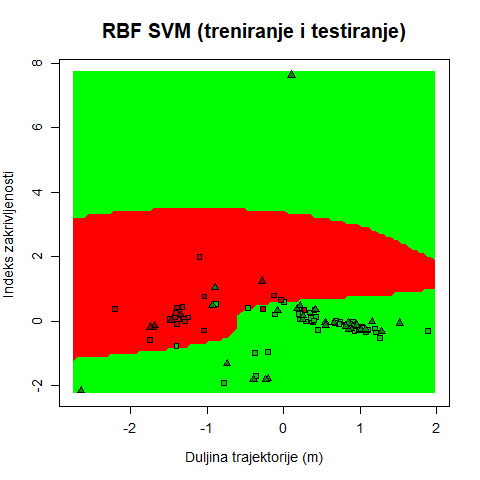 RBF SVM (treniranje i testiranje)
Indeks zakrivljenosti
8
6
4
2
0
-2
-2 -1 0 1 2
Duljina trajektorije (m)